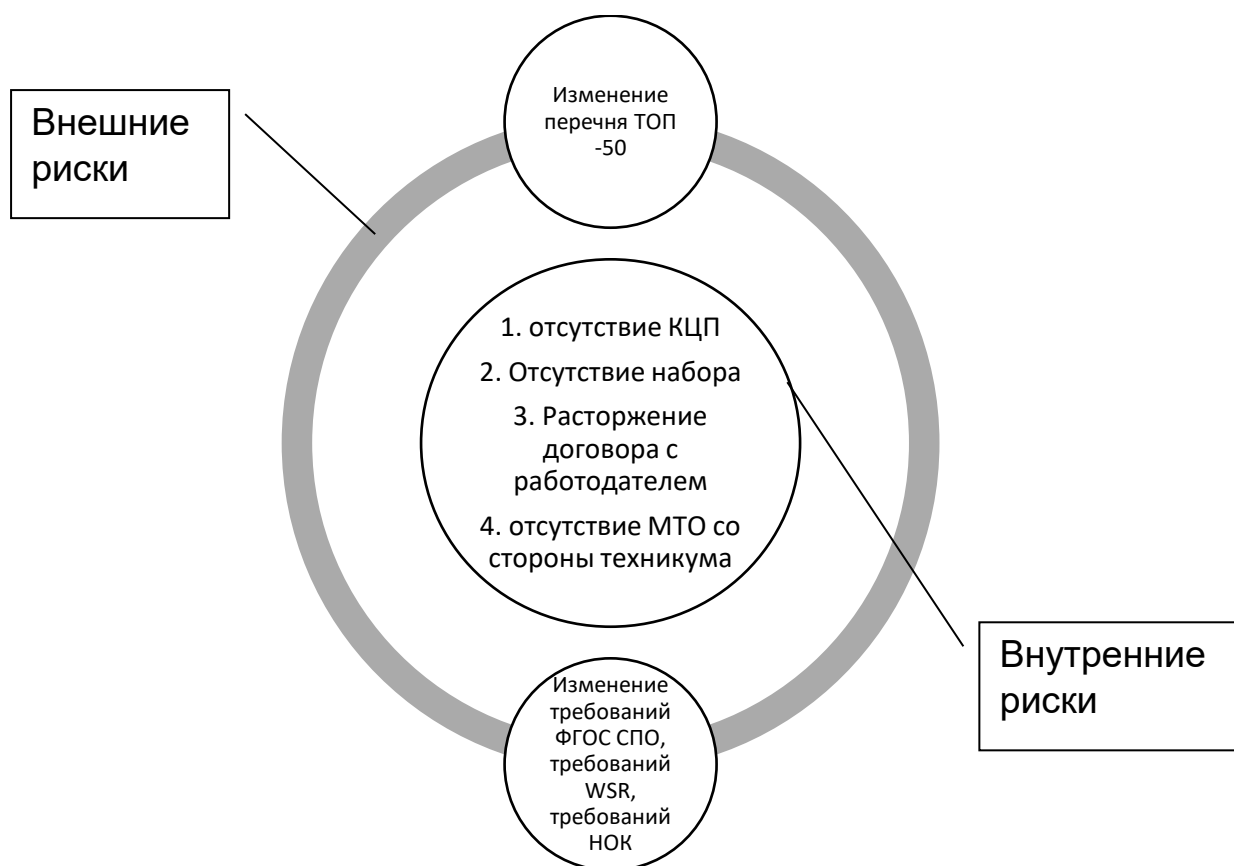 Изменение
перечня ТОП
-50
Внешние
риски
1. отсутствие КЦП
2. Отсутствие набора
3. Расторжение
договора с
работодателем
4. отсутствие МТО со
стороны техникума
Внутренние
риски
Изменение
требований
ФГОС СПО,
требований
WSR,
требований
НОК